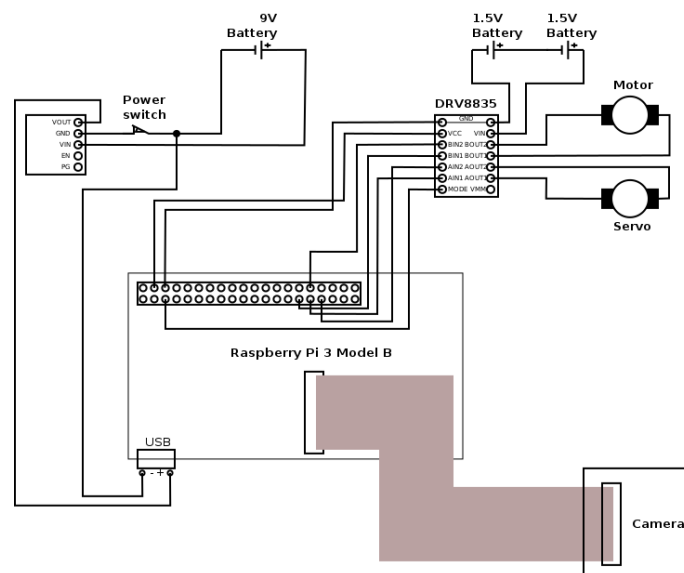 9V
Battery
1.5V
Battery
1.5V
Battery
Power
switch
VOUT
GND
VIN
EN
PG
DRV8835
GND
VCC VIN
BIN2 BOUT2
BIN1 BOUT1
AIN2 AOUT2
AIN1 AOUT1
MODE VMM
Motor
Servo
Raspberry Pi 3 Model B
USB
- +
Camera